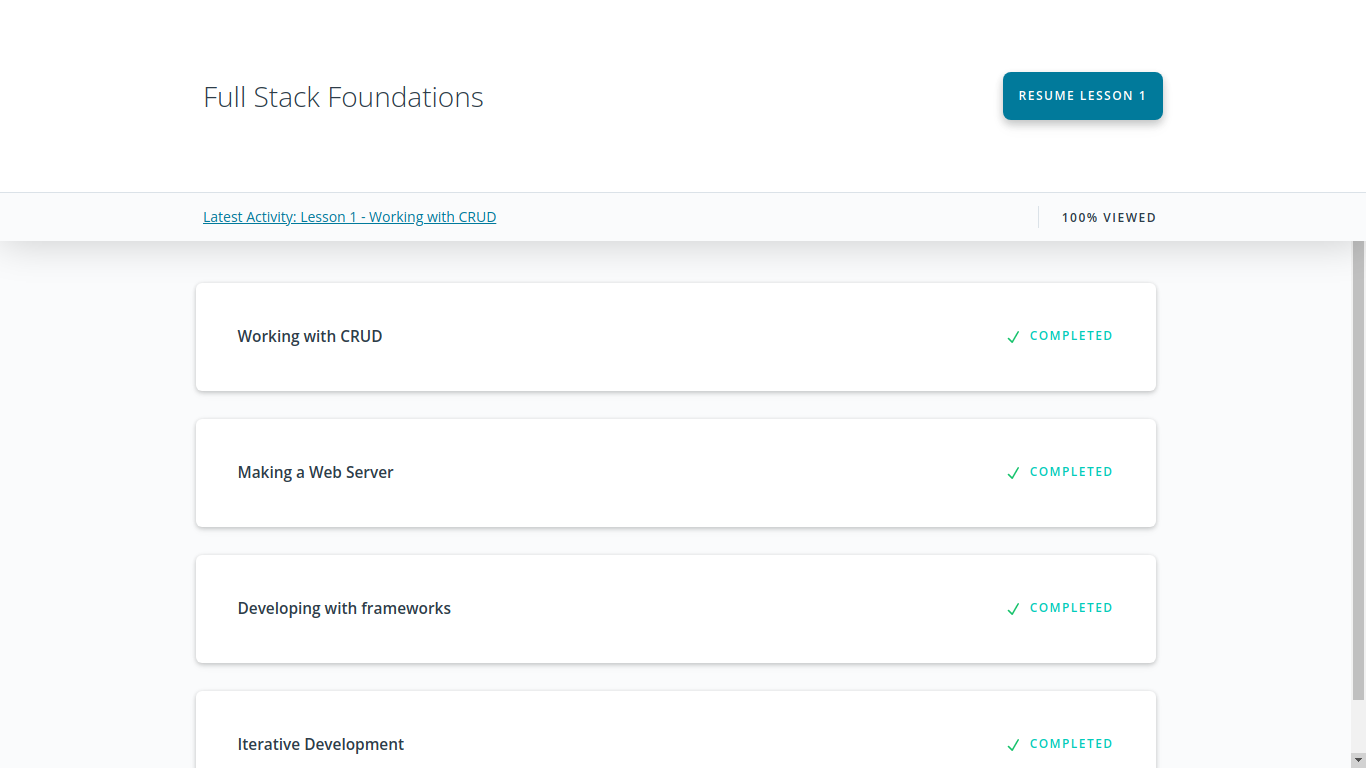 Full Stack Foundations
RESUME LESSON 1
Latest Activity: Lesson 1 - Working with CRUD
100% VIEWED
Working with CRUD
COMPLETED
Making a Web Server
COMPLETED
Developing with frameworks
COMPLETED
Iterative Development
COMPLETED